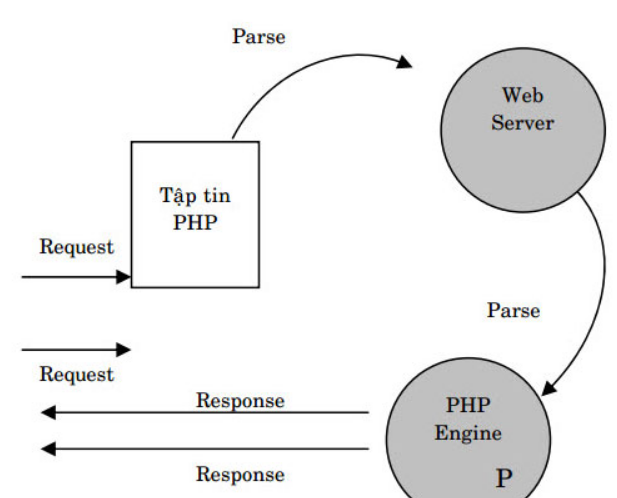 Parse
Web
Server
Tập tin
PHP
Request
Parse
Request
Response
PHP
Engine
P
Response